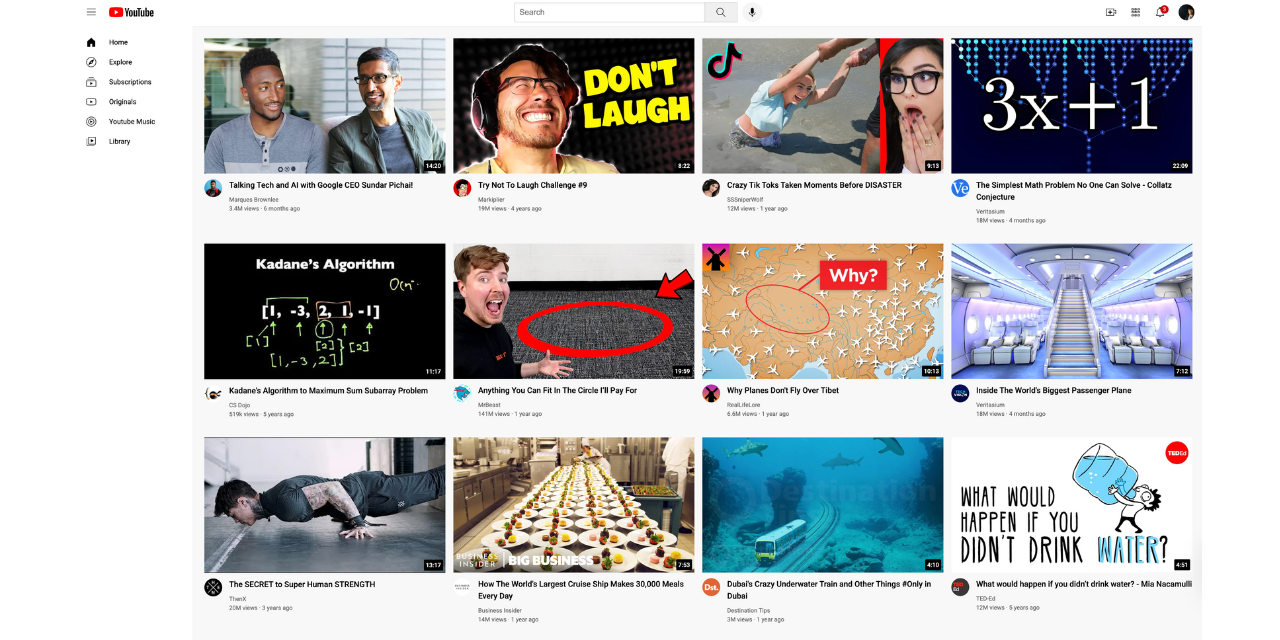 YouTube
Search
3
Home
Explore
Subscriptions
Originals
Youtube Music
Library
14:20
Talking Tech and AI with Google CEO Sundar Pichai!
Marques Brownlee
3.4M views · 6 months ago
DON'T
LAUGH
8:22
Try Not To Laugh Challenge #9
Markiplier
19M views · 4 years ago
9:13
Crazy Tik Toks Taken Moments Before DISASTER
SSSniperWolf
12M views · 1 year ago
3x+1
22:09
Ve
The Simplest Math Problem No One Can Solve - Collatz
Conjecture
Veritasium
18M views · 4 months ago
Kadane's Algorithm
[1, -3, 2, 1, -1]
[1] [2] [2]
[1, -3, 2]
11:17
Kadane's Algorithm to Maximum Sum Subarray Problem
CS Dojo
519k views · 5 years ago
19:59
Anything You Can Fit In The Circle I'll Pay For
MrBeast
141M views · 1 year ago
Why?
10:13
Why Planes Don't Fly Over Tibet
RealLifeLore
6.6M views · 1 year ago
7:12
Inside The World's Biggest Passenger Plane
Veritasium
18M views · 4 months ago
13:17
The SECRET to Super Human STRENGTH
ThenX
20M views · 3 years ago
BUSINESS
INSIDER
BIG BUSINESS
7:53
How The World's Largest Cruise Ship Makes 30,000 Meals
Every Day
Business Insider
14M views · 1 year ago
4:10
Dst.
Dubai's Crazy Underwater Train and Other Things #Only in
Dubai
Destination Tips
3M views · 1 year ago
TEDEd
WHAT WOULD
HAPPEN IF YOU
DIDN'T DRINK WATER?
4:51
What would happen if you didn't drink water? - Mia Nacamulli
TED-Ed
12M views · 5 years ago